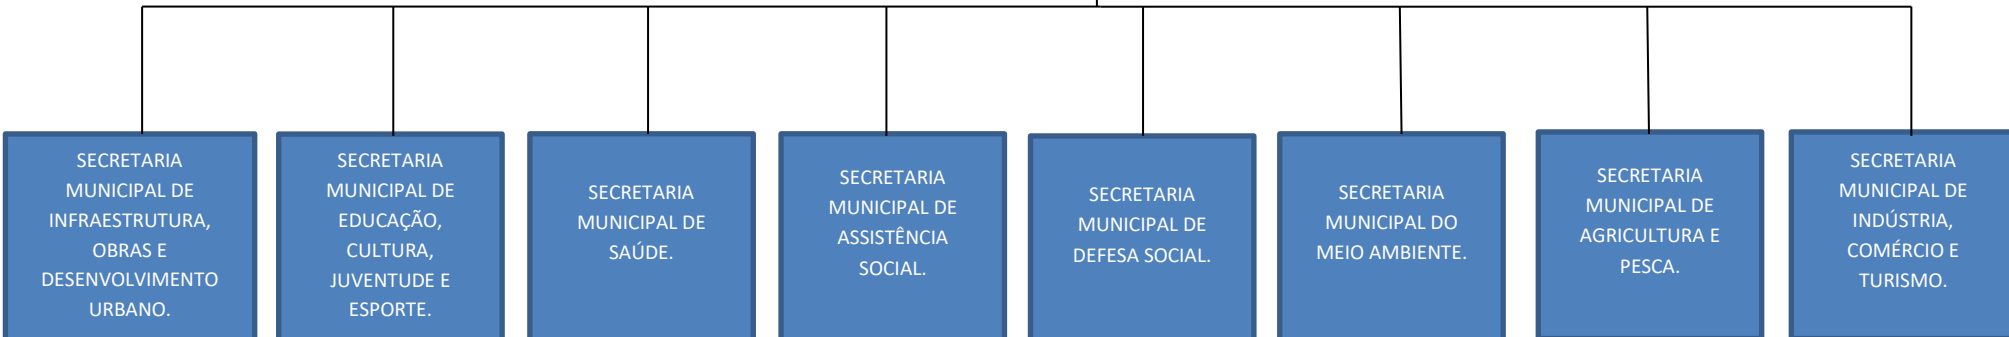 SECRETARIA
MUNICIPAL DE
INFRAESTRUTURA,
OBRAS E
DESENVOLVIMENTO
URBANO.
SECRETARIA
MUNICIPAL DE
EDUCAÇÃO,
CULTURA,
JUVENTUDE E
ESPORTE.
SECRETARIA
MUNICIPAL DE
SAÚDE.
SECRETARIA
MUNICIPAL DE
ASSISTÊNCIA
SOCIAL.
SECRETARIA
MUNICIPAL DE
DEFESA SOCIAL.
SECRETARIA
MUNICIPAL DO
MEIO AMBIENTE.
SECRETARIA
MUNICIPAL DE
AGRICULTURA E
PESCA.
SECRETARIA
MUNICIPAL DE
INDÚSTRIA,
COMÉRCIO E
TURISMO.